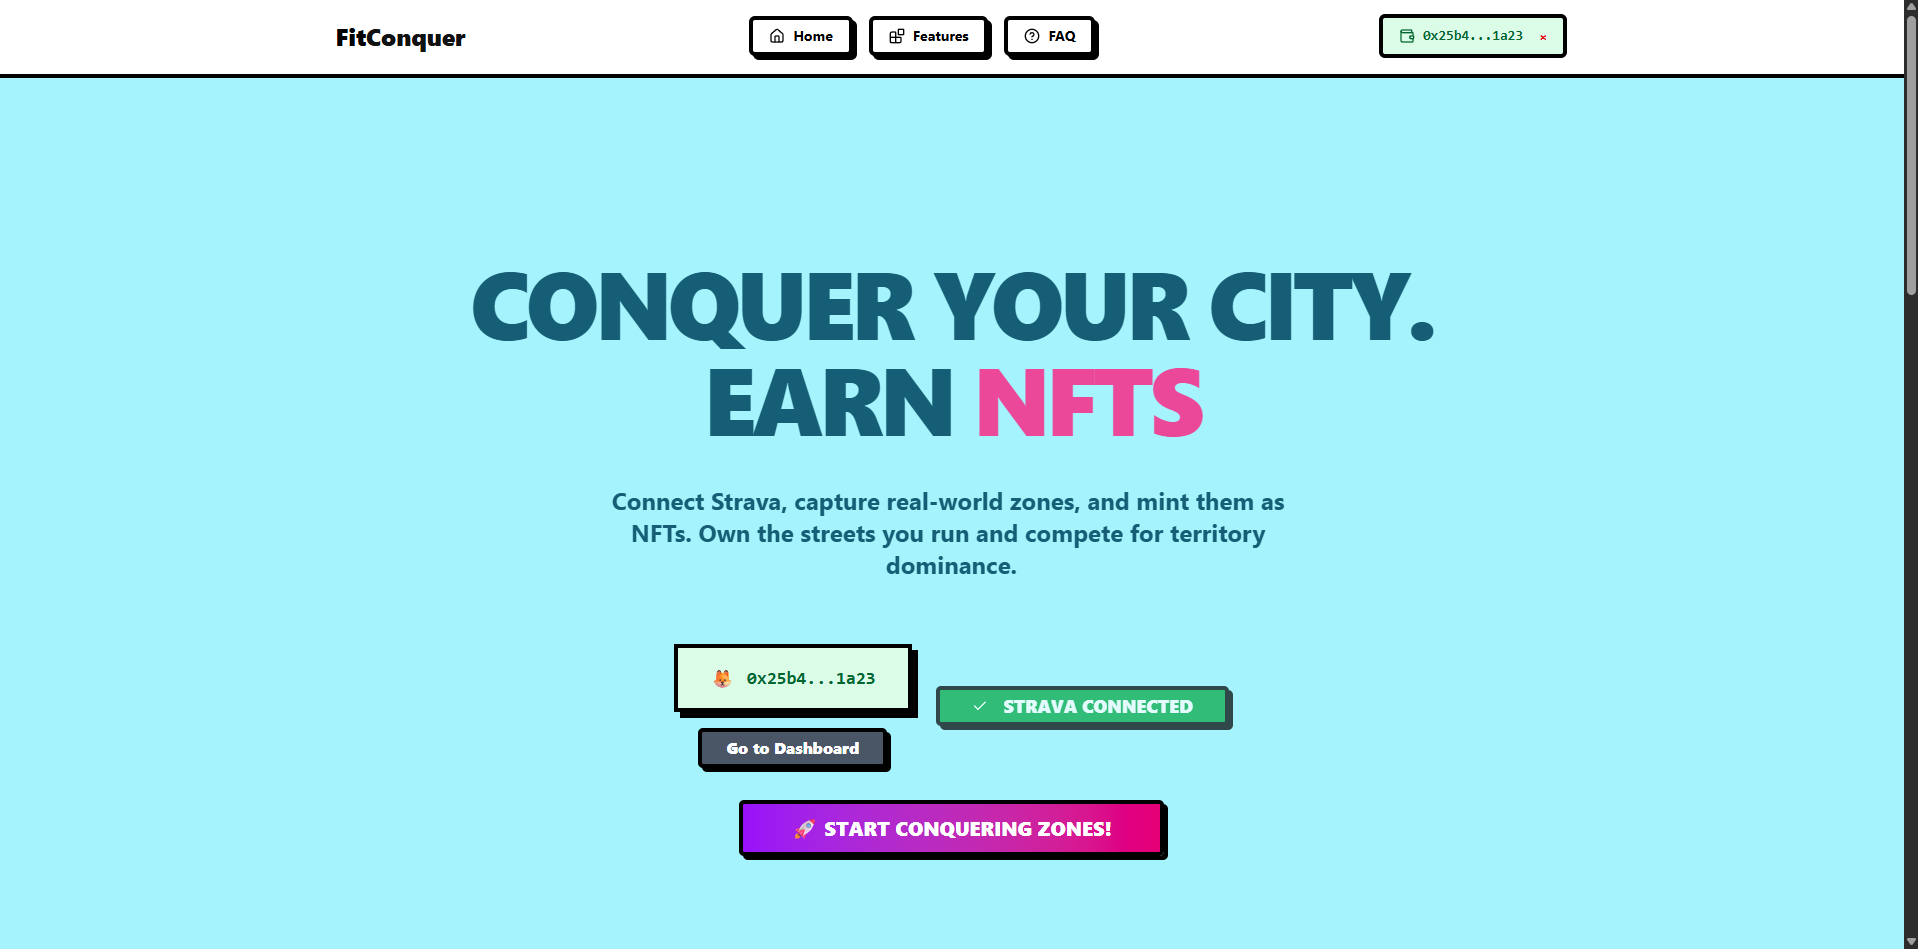 FitConquer
Home
Features
FAQ
0x25b4...1a23 ×
CONQUER YOUR CITY.
EARN NFTS
Connect Strava, capture real-world zones, and mint them as
NFTs. Own the streets you run and compete for territory
dominance.
🦊 0x25b4...1a23
✓ STRAVA CONNECTED
Go to Dashboard
🚀 START CONQUERING ZONES!